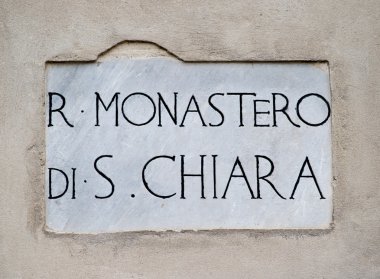 R · MONASTERO
DI · S . CHIARA